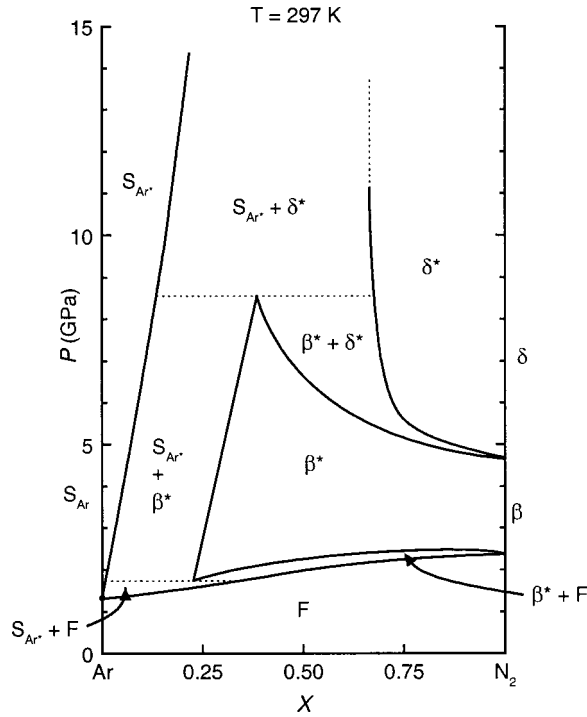 T = 297 K
15
S_Ar*
S_Ar* + δ*
10
δ*
P (GPa)
β* + δ*
δ
5
S_Ar*
+
β*
β*
S_Ar
β
S_Ar* + F
F
β* + F
0
Ar
0.25
0.50
0.75
N₂
X